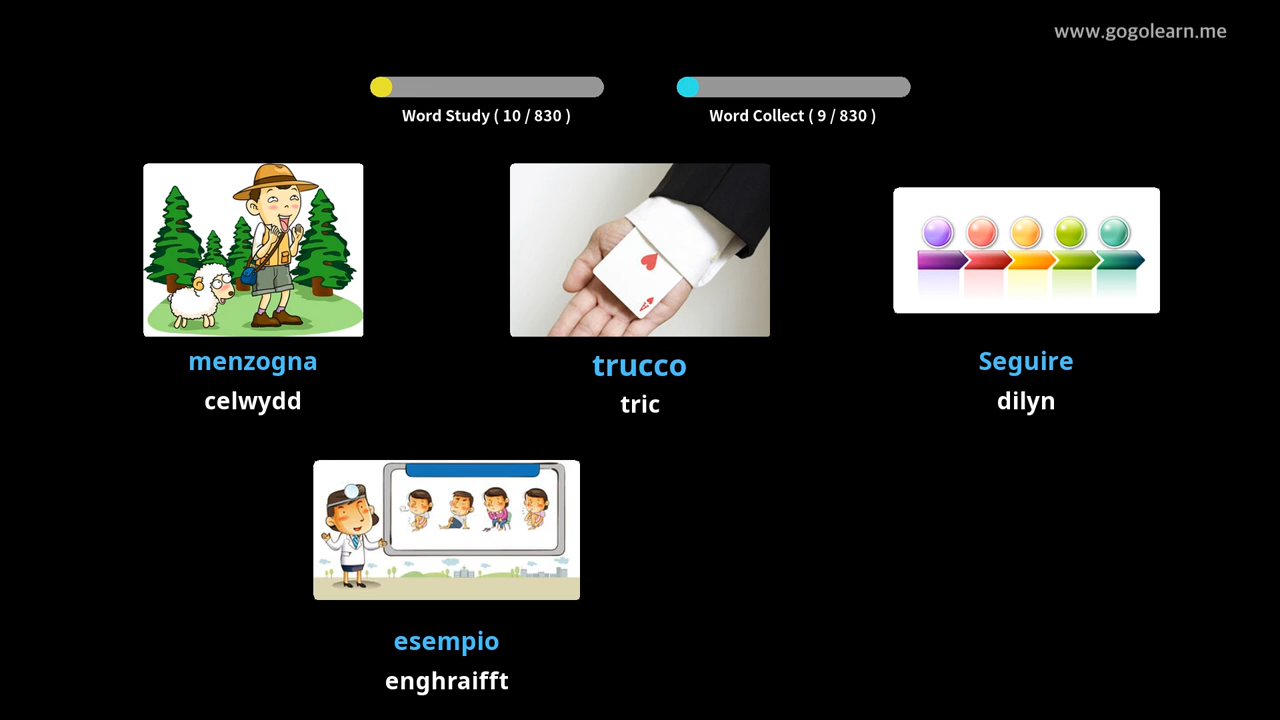 www.gogolearn.me
Word Study ( 10 / 830 )
Word Collect ( 9 / 830 )
menzogna
celwydd
trucco
tric
Seguire
dilyn
esempio
enghraifft